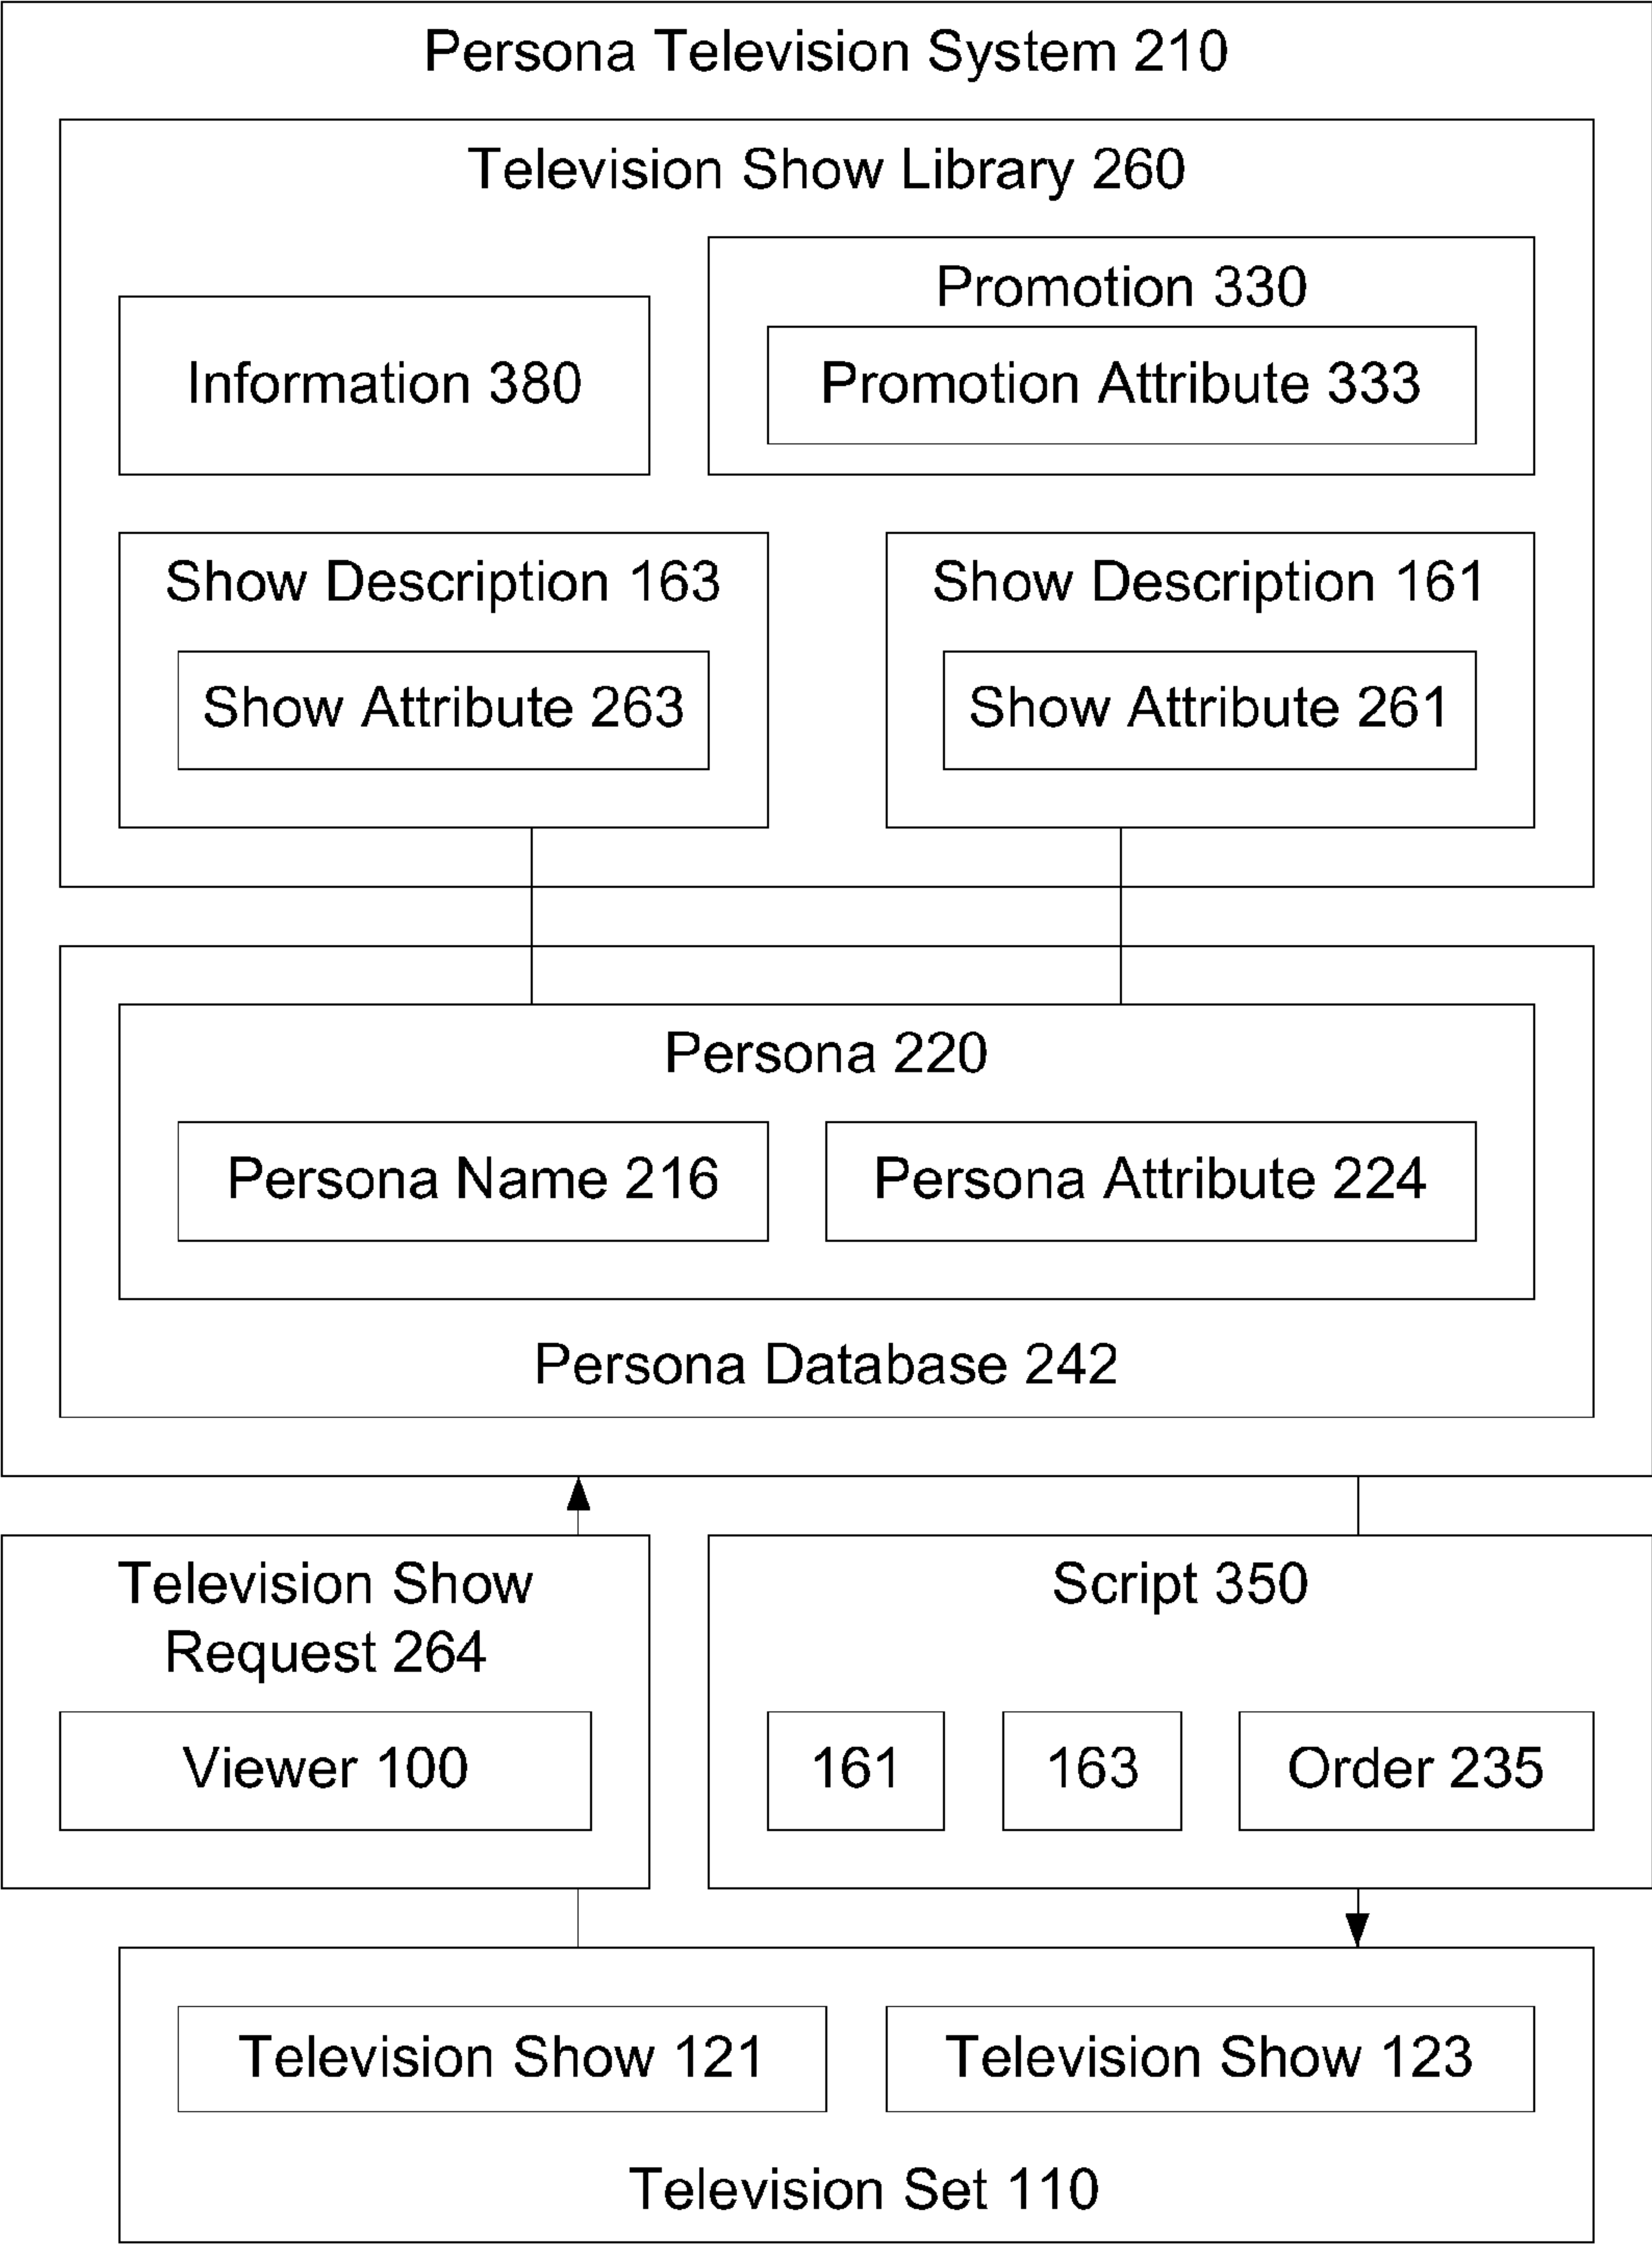 Persona Television System 210
Television Show Library 260
Promotion 330
Information 380
Promotion Attribute 333
Show Description 163
Show Description 161
Show Attribute 263
Show Attribute 261
Persona 220
Persona Name 216
Persona Attribute 224
Persona Database 242
Television Show
Request 264
Viewer 100
Script 350
161
163
Order 235
Television Show 121
Television Show 123
Television Set 110